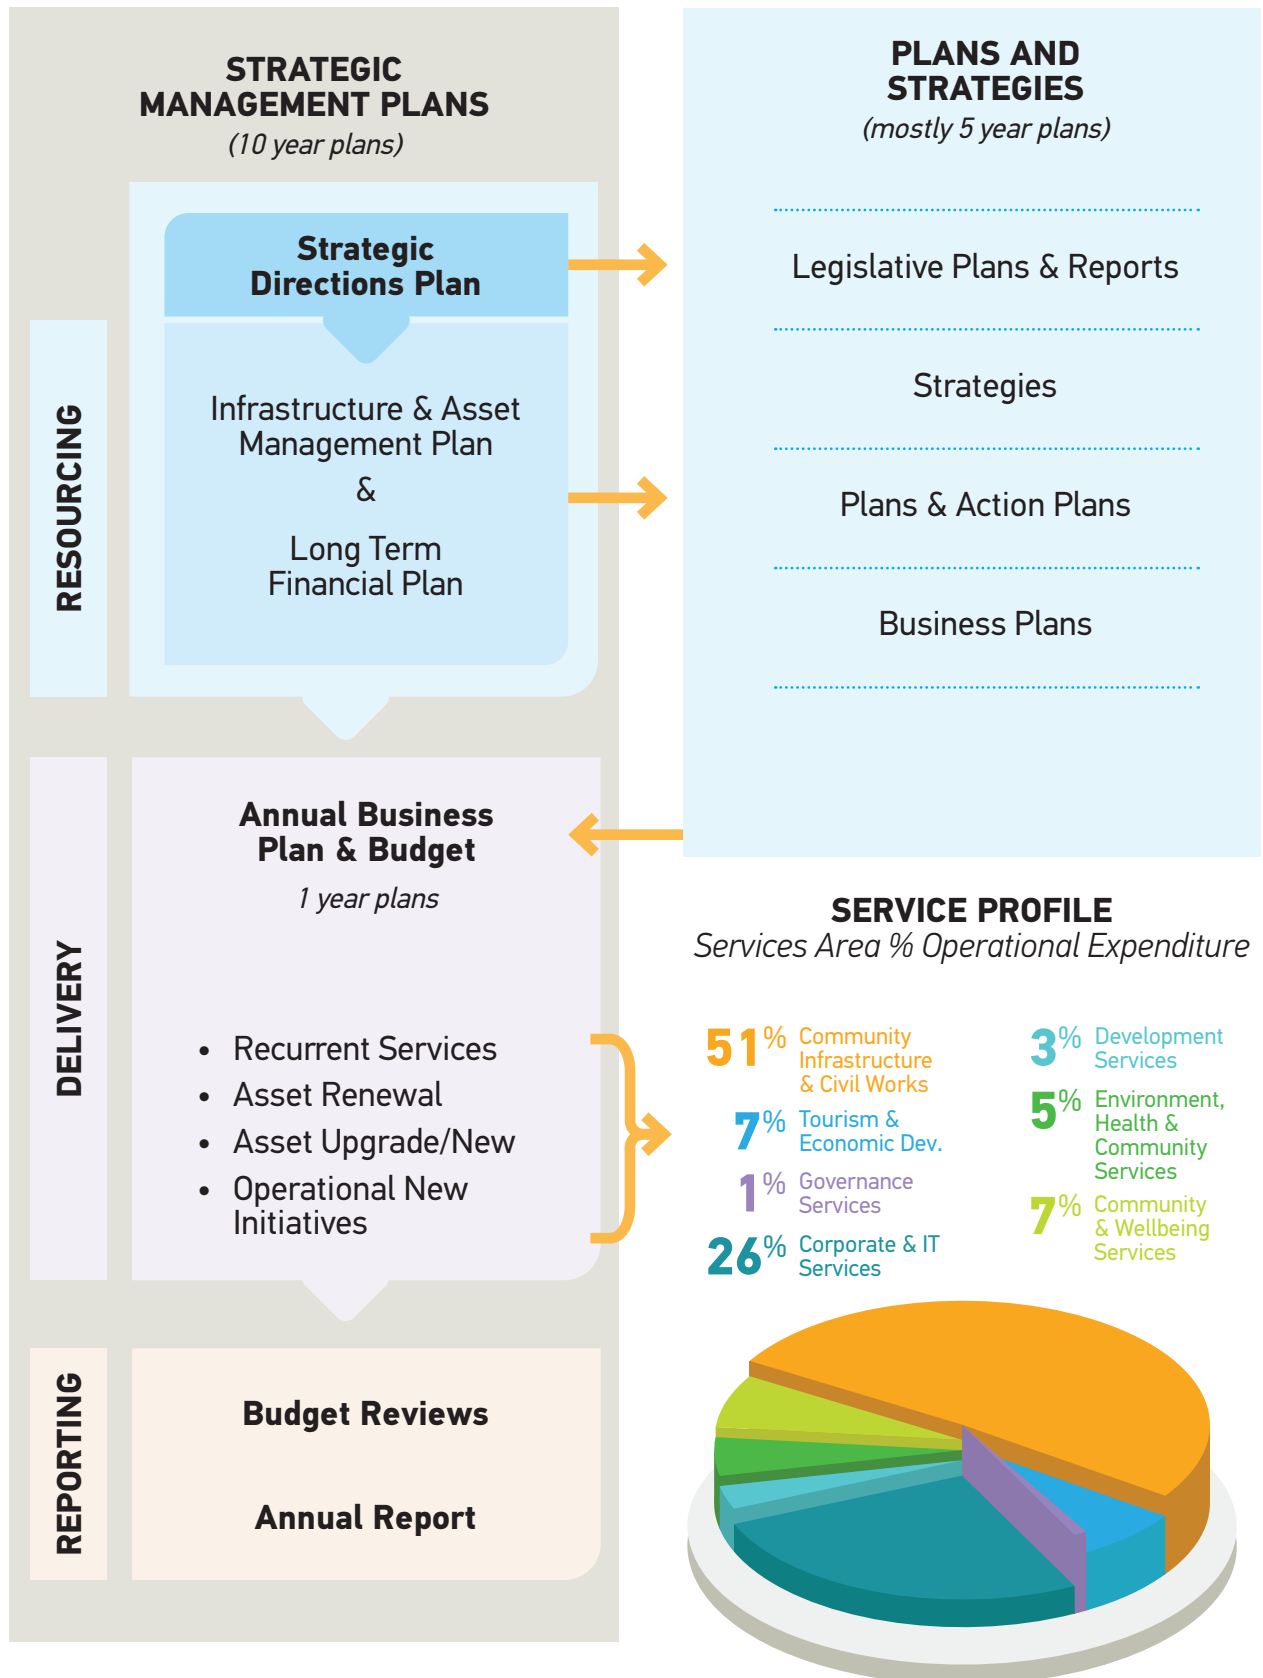 STRATEGIC
MANAGEMENT PLANS
(10 year plans)
Strategic
Directions Plan
RESOURCING
Infrastructure & Asset
Management Plan
&
Long Term
Financial Plan
DELIVERY
Annual Business
Plan & Budget
1 year plans
• Recurrent Services
• Asset Renewal
• Asset Upgrade/New
• Operational New
Initiatives
REPORTING
Budget Reviews
Annual Report
PLANS AND
STRATEGIES
(mostly 5 year plans)
Legislative Plans & Reports
Strategies
Plans & Action Plans
Business Plans
SERVICE PROFILE
Services Area % Operational Expenditure
51% Community
Infrastructure
& Civil Works
7% Tourism &
Economic Dev.
1% Governance
Services
26% Corporate & IT
Services
3% Development
Services
5% Environment,
Health &
Community
Services
7% Community
& Wellbeing
Services